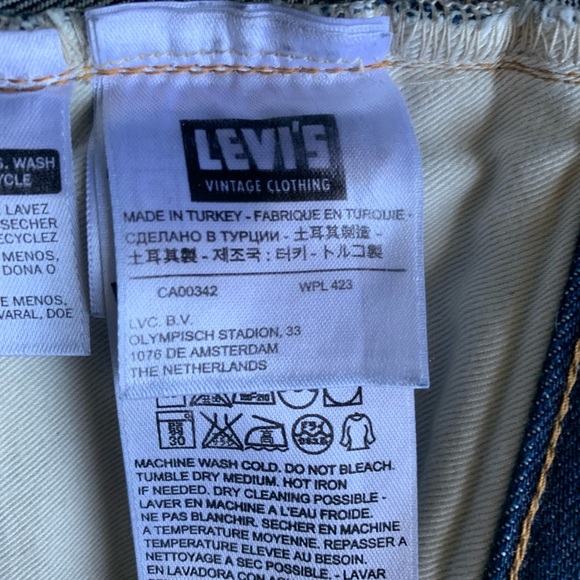 LEVI'S
VINTAGE CLOTHING
MADE IN TURKEY - FABRIQUE EN TURQUIE -
СДЕЛАНО В ТУРЦИИ - 土耳其制造 -
土耳其製 - 제조국 : 터키 - トルコ製
CA00342 WPL 423
LVC. B.V.
OLYMPISCH STADION, 33
1076 DE AMSTERDAM
THE NETHERLANDS
30
MACHINE WASH COLD. DO NOT BLEACH.
TUMBLE DRY MEDIUM. HOT IRON
IF NEEDED. DRY CLEANING POSSIBLE -
LAVER EN MACHINE A L'EAU FROIDE.
NE PAS BLANCHIR. SECHER EN MACHINE
A TEMPERATURE MOYENNE. REPASSER A
TEMPERATURE ELEVEE AU BESOIN.
NETTOYAGE A SEC POSSIBLE. - LAVAR
EN LAVADORA CON
WASH
LAVEZ
SECHER
MENOS,
DONA O
E MENOS,
VARAL, DOE